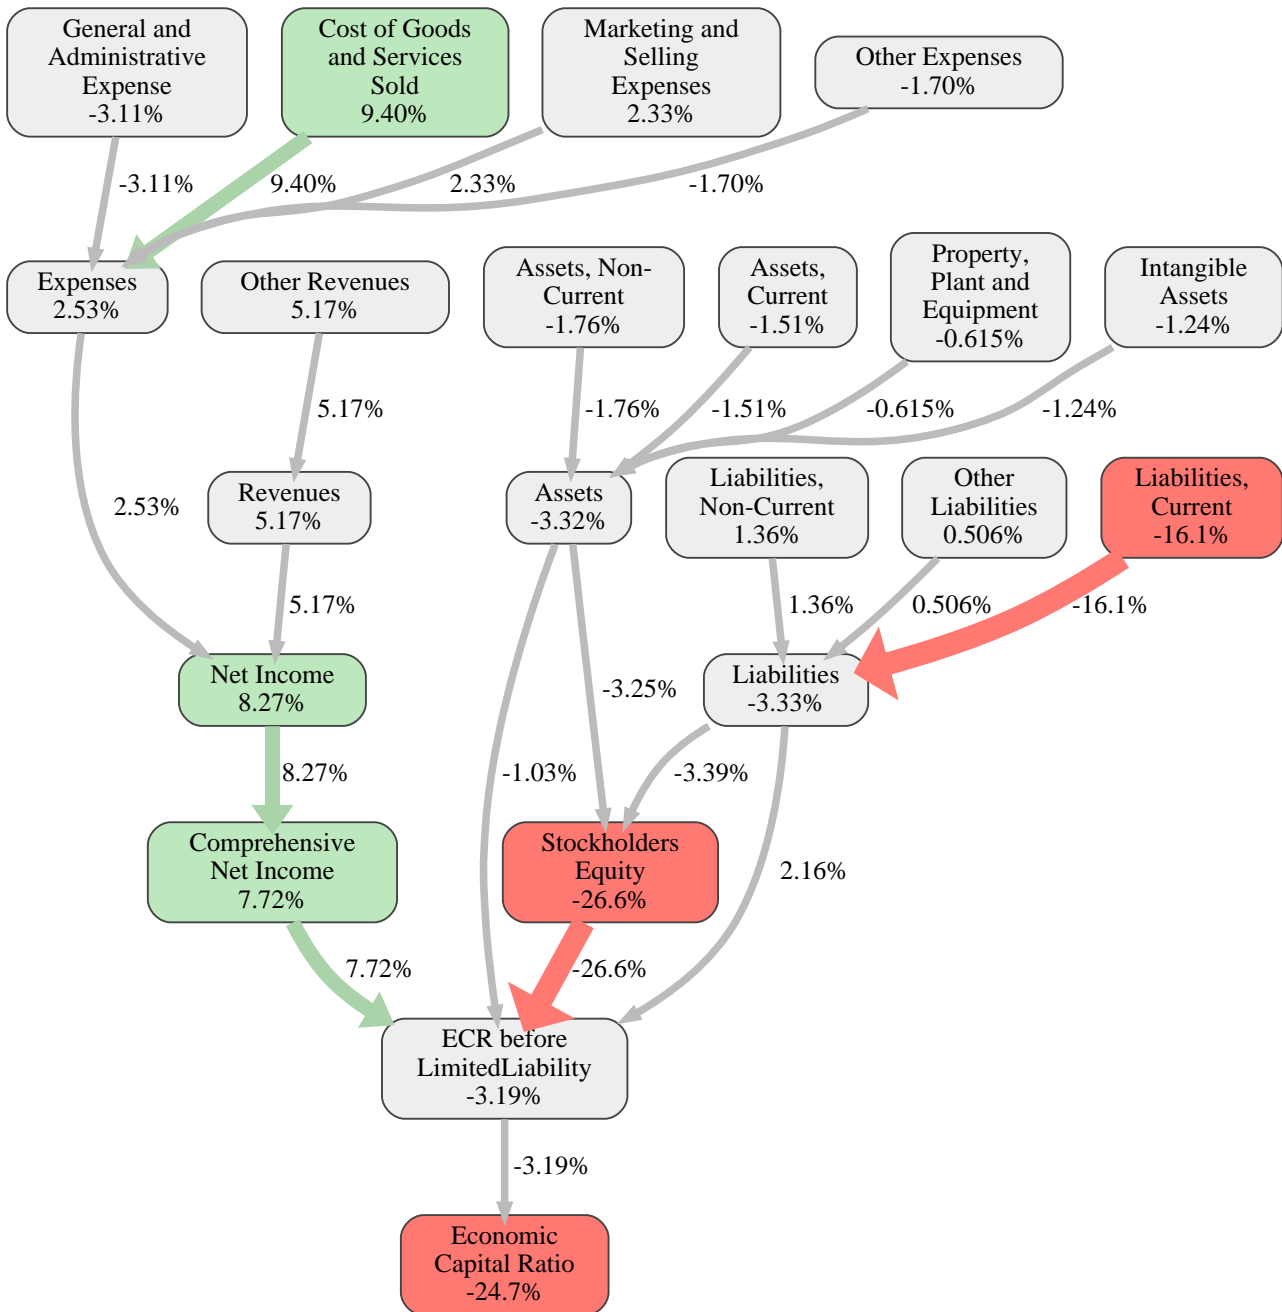 General and
Administrative
Expense
-3.11%
Cost of Goods
and Services
Sold
9.40%
Marketing and
Selling
Expenses
2.33%
Other Expenses
-1.70%
-3.11%
9.40%
2.33%
-1.70%
Expenses
2.53%
Other Revenues
5.17%
Assets, Non-
Current
-1.76%
Assets,
Current
-1.51%
Property,
Plant and
Equipment
-0.615%
Intangible
Assets
-1.24%
5.17%
-1.76%
-1.51%
-0.615%
-1.24%
2.53%
Revenues
5.17%
Assets
-3.32%
Liabilities,
Non-Current
1.36%
Other
Liabilities
0.506%
Liabilities,
Current
-16.1%
5.17%
1.36%
0.506%
-16.1%
Net Income
8.27%
-3.25%
Liabilities
-3.33%
8.27%
-1.03%
-3.39%
Comprehensive
Net Income
7.72%
Stockholders
Equity
-26.6%
2.16%
7.72%
-26.6%
ECR before
LimitedLiability
-3.19%
-3.19%
Economic
Capital Ratio
-24.7%